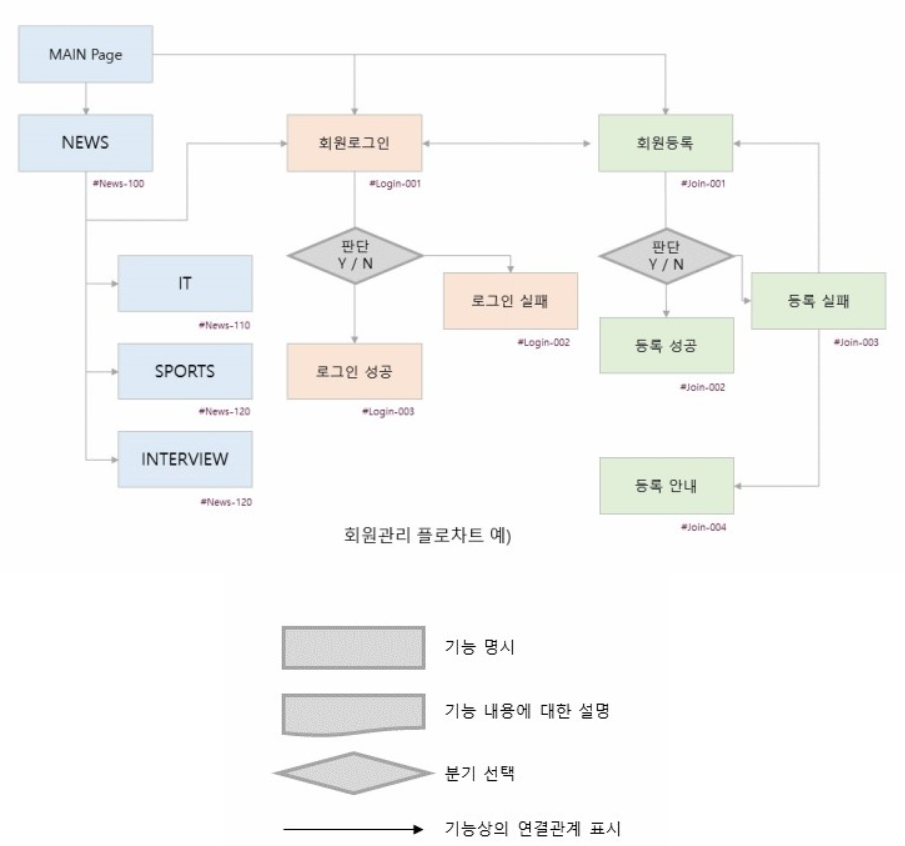 MAIN Page
NEWS
#News-100
회원로그인
#Login-001
회원등록
#Join-001
판단
Y / N
판단
Y / N
IT
#News-110
로그인 실패
#Login-002
등록 실패
#Join-003
SPORTS
#News-120
로그인 성공
#Login-003
등록 성공
#Join-002
INTERVIEW
#News-120
등록 안내
#Join-004
회원관리 플로차트 예)
기능 명시
기능 내용에 대한 설명
분기 선택
기능상의 연결관계 표시